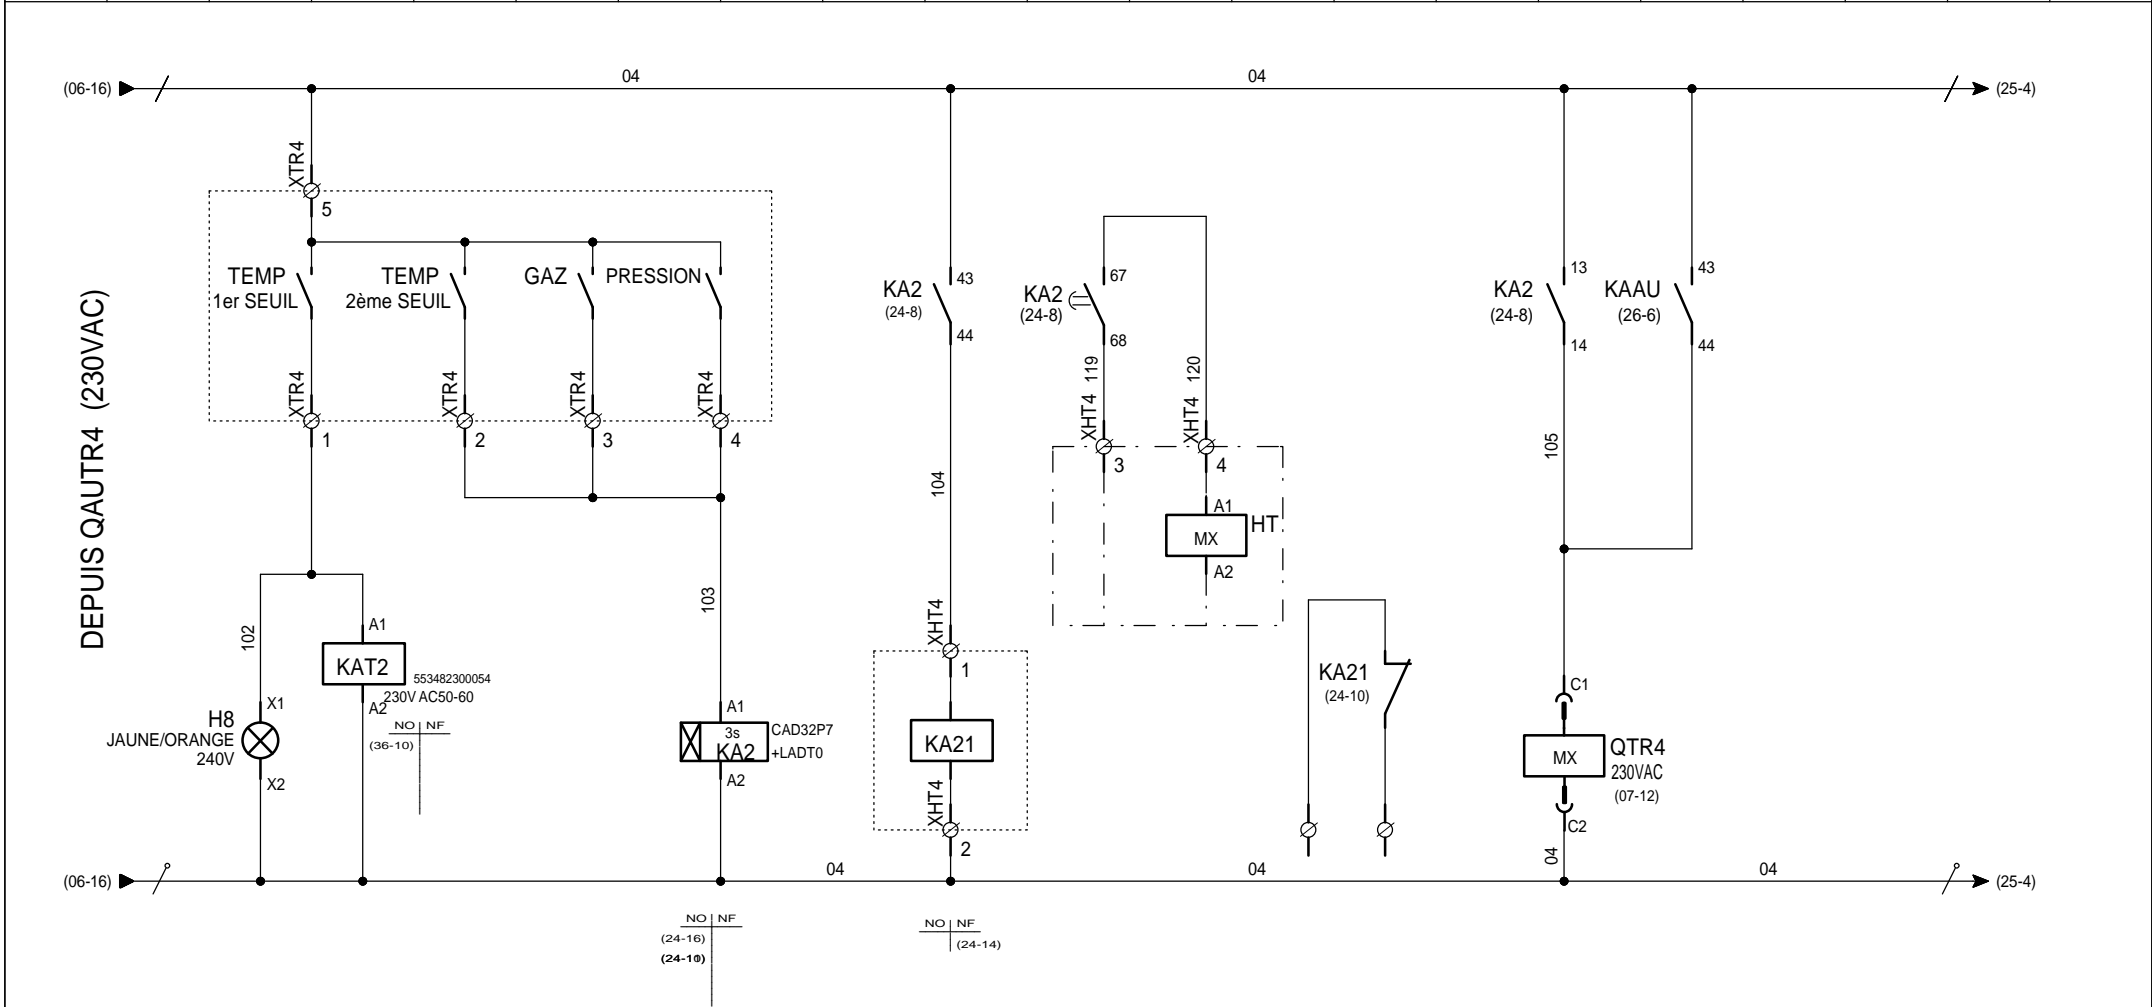 04
04
(06-16)
(25-4)
XTR4
5
TEMP
1er SEUIL
TEMP
2ème SEUIL
GAZ
PRESSION
XTR4
1
XTR4
2
XTR4
3
XTR4
4
DEPUIS QAUTR4 (230VAC)
102
A1
KAT2
553482300054
230V AC50-60
A2
NO NF
(36-10)
H8
JAUNE/ORANGE
240V
X1
X2
103
A1
3s
KA2
CAD32P7
+LADT0
A2
KA2
(24-8)
43
44
104
XHT4
1
KA21
XHT4
2
KA2
(24-8)
67
68
119
120
XHT4
3
XHT4
4
A1
MX
HT
A2
KA21
(24-10)
KA2
(24-8)
13
14
KAAU
(26-6)
43
44
105
C1
MX
QTR4
230VAC
(07-12)
C2
04
(06-16)
04
04
04
(25-4)
NO NF
(24-16)
NO NF
(24-14)